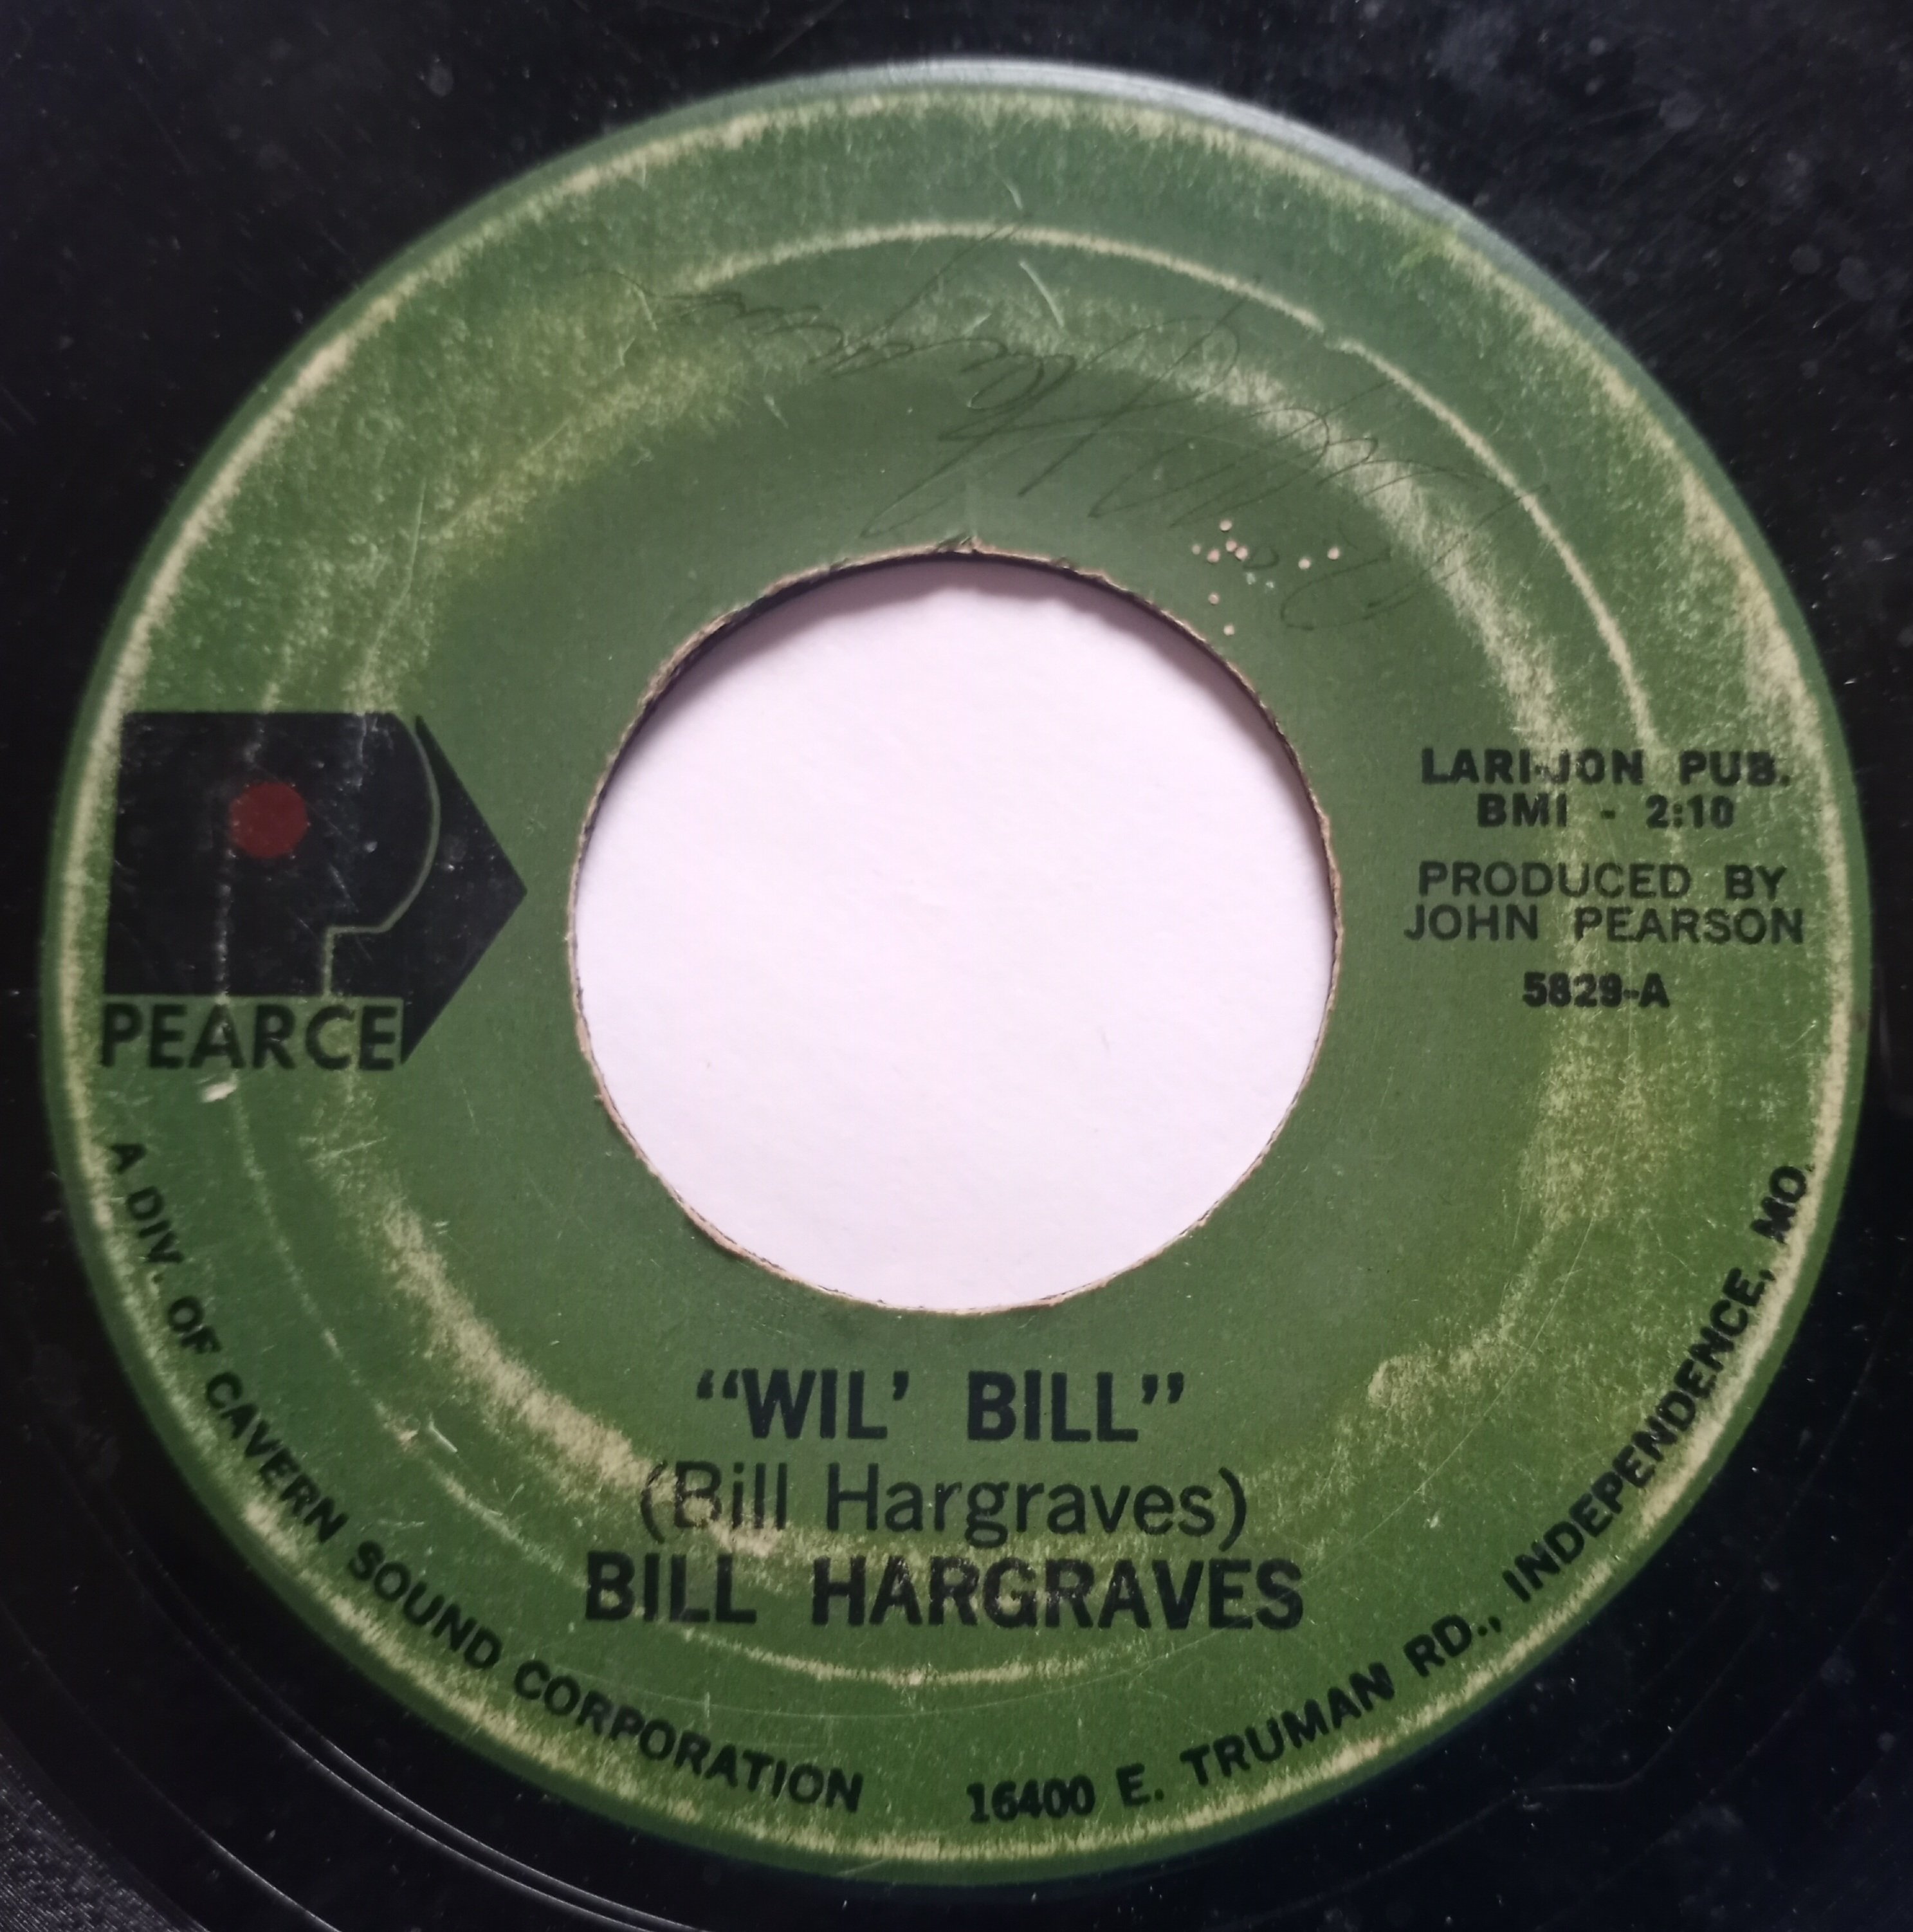 PEARCE
A DIV. OF CAVERN SOUND CORPORATION 16400 E. TRUMAN RD., INDEPENDENCE, MO.
LARI-JON PUB.
BMI - 2:10
PRODUCED BY
JOHN PEARSON
5829-A
“WIL’ BILL”
(Bill Hargraves)
BILL HARGRAVES